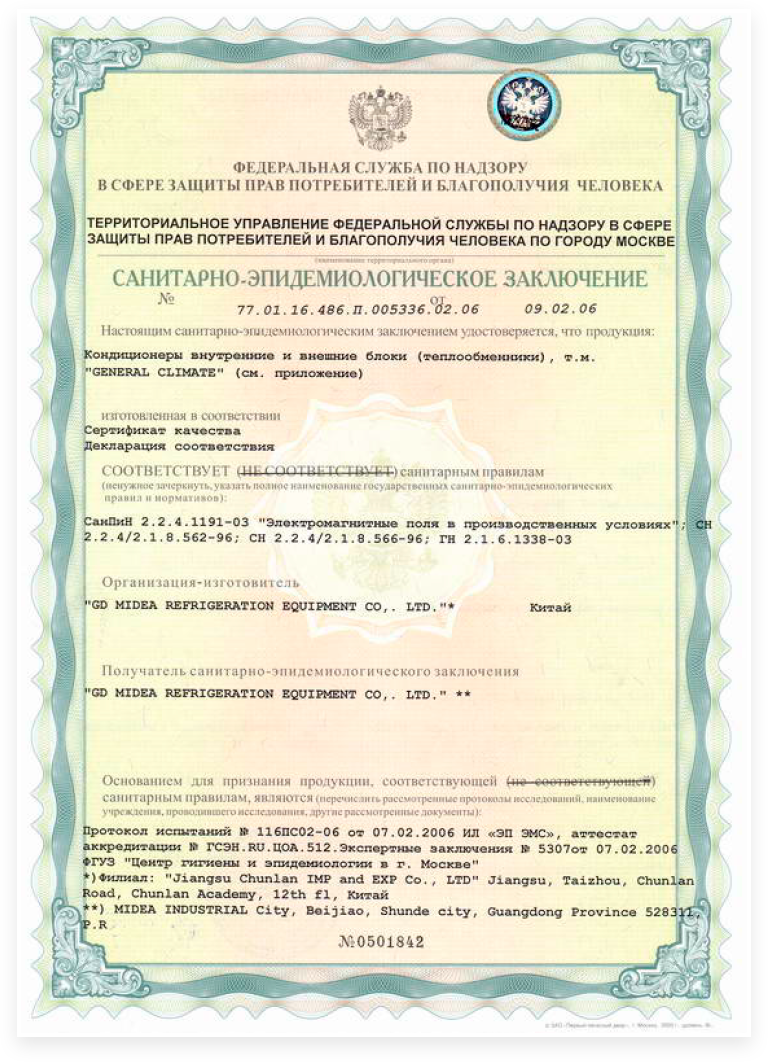 ФЕДЕРАЛЬНАЯ СЛУЖБА ПО НАДЗОРУ
В СФЕРЕ ЗАЩИТЫ ПРАВ ПОТРЕБИТЕЛЕЙ И БЛАГОПОЛУЧИЯ ЧЕЛОВЕКА
ТЕРРИТОРИАЛЬНОЕ УПРАВЛЕНИЕ ФЕДЕРАЛЬНОЙ СЛУЖБЫ ПО НАДЗОРУ В СФЕРЕ
ЗАЩИТЫ ПРАВ ПОТРЕБИТЕЛЕЙ И БЛАГОПОЛУЧИЯ ЧЕЛОВЕКА ПО ГОРОДУ МОСКВЕ
(наименование территориального органа)
САНИТАРНО-ЭПИДЕМИОЛОГИЧЕСКОЕ ЗАКЛЮЧЕНИЕ
№ 77.01.16.486.П.005336.02.06 от 09.02.06
Настоящим санитарно-эпидемиологическим заключением удостоверяется, что продукция:
Кондиционеры внутренние и внешние блоки (теплообменники), т.м.
"GENERAL CLIMATE" (см. приложение)
изготовленная в соответствии
Сертификат качества
Декларация соответствия
СООТВЕТСТВУЕТ (НЕ СООТВЕТСТВУЕТ) санитарным правилам
(ненужное зачеркнуть, указать полное наименование государственных санитарно-эпидемиологических
правил и нормативов):
СанПиН 2.2.4.1191-03 "Электромагнитные поля в производственных условиях"; СН
2.2.4/2.1.8.562-96; СН 2.2.4/2.1.8.566-96; ГН 2.1.6.1338-03
Организация-изготовитель
"GD MIDEA REFRIGERATION EQUIPMENT CO,. LTD."* Китай
Получатель санитарно-эпидемиологического заключения
"GD MIDEA REFRIGERATION EQUIPMENT CO,. LTD." **
Основанием для признания продукции, соответствующей (не соответствующей)
санитарным правилам, являются (перечислить рассмотренные протоколы исследований, наименование
учреждения, проводившего исследования, другие рассмотренные документы):
Протокол испытаний № 116ПС02-06 от 07.02.2006 ИЛ «ЭП ЭМС», аттестат
аккредитации № ГСЭН.RU.ЦОА.512.Экспертные заключения № 5307от 07.02.2006
ФГУЗ "Центр гигиены и эпидемиологии в г. Москве"
*)Филиал: "Jiangsu Chunlan IMP and EXP Co., LTD" Jiangsu, Taizhou, Chunlan
Road, Chunlan Academy, 12th fl, Китай
**) MIDEA INDUSTRIAL City, Beijiao, Shunde city, Guangdong Province 528311,
P.R
№0501842